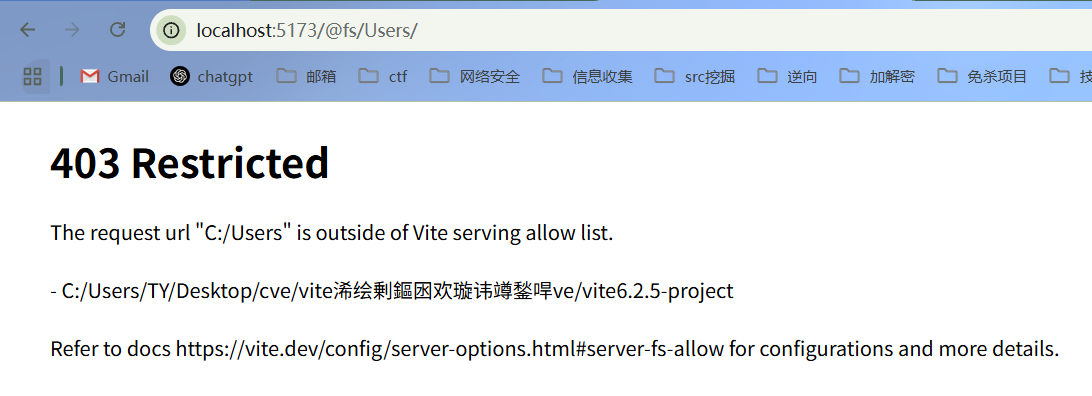 localhost:5173/@fs/Users/
Gmail chatgpt 邮箱 ctf 网络安全 信息收集 src挖掘 逆向 加解密 免杀项目
403 Restricted
The request url "C:/Users" is outside of Vite serving allow list.
- C:/Users/TY/Desktop/cve/vite浠绘剰鏂囦欢璇讳竴鍫哻ve/vite6.2.5-project
Refer to docs https://vite.dev/config/server-options.html#server-fs-allow for configurations and more details.